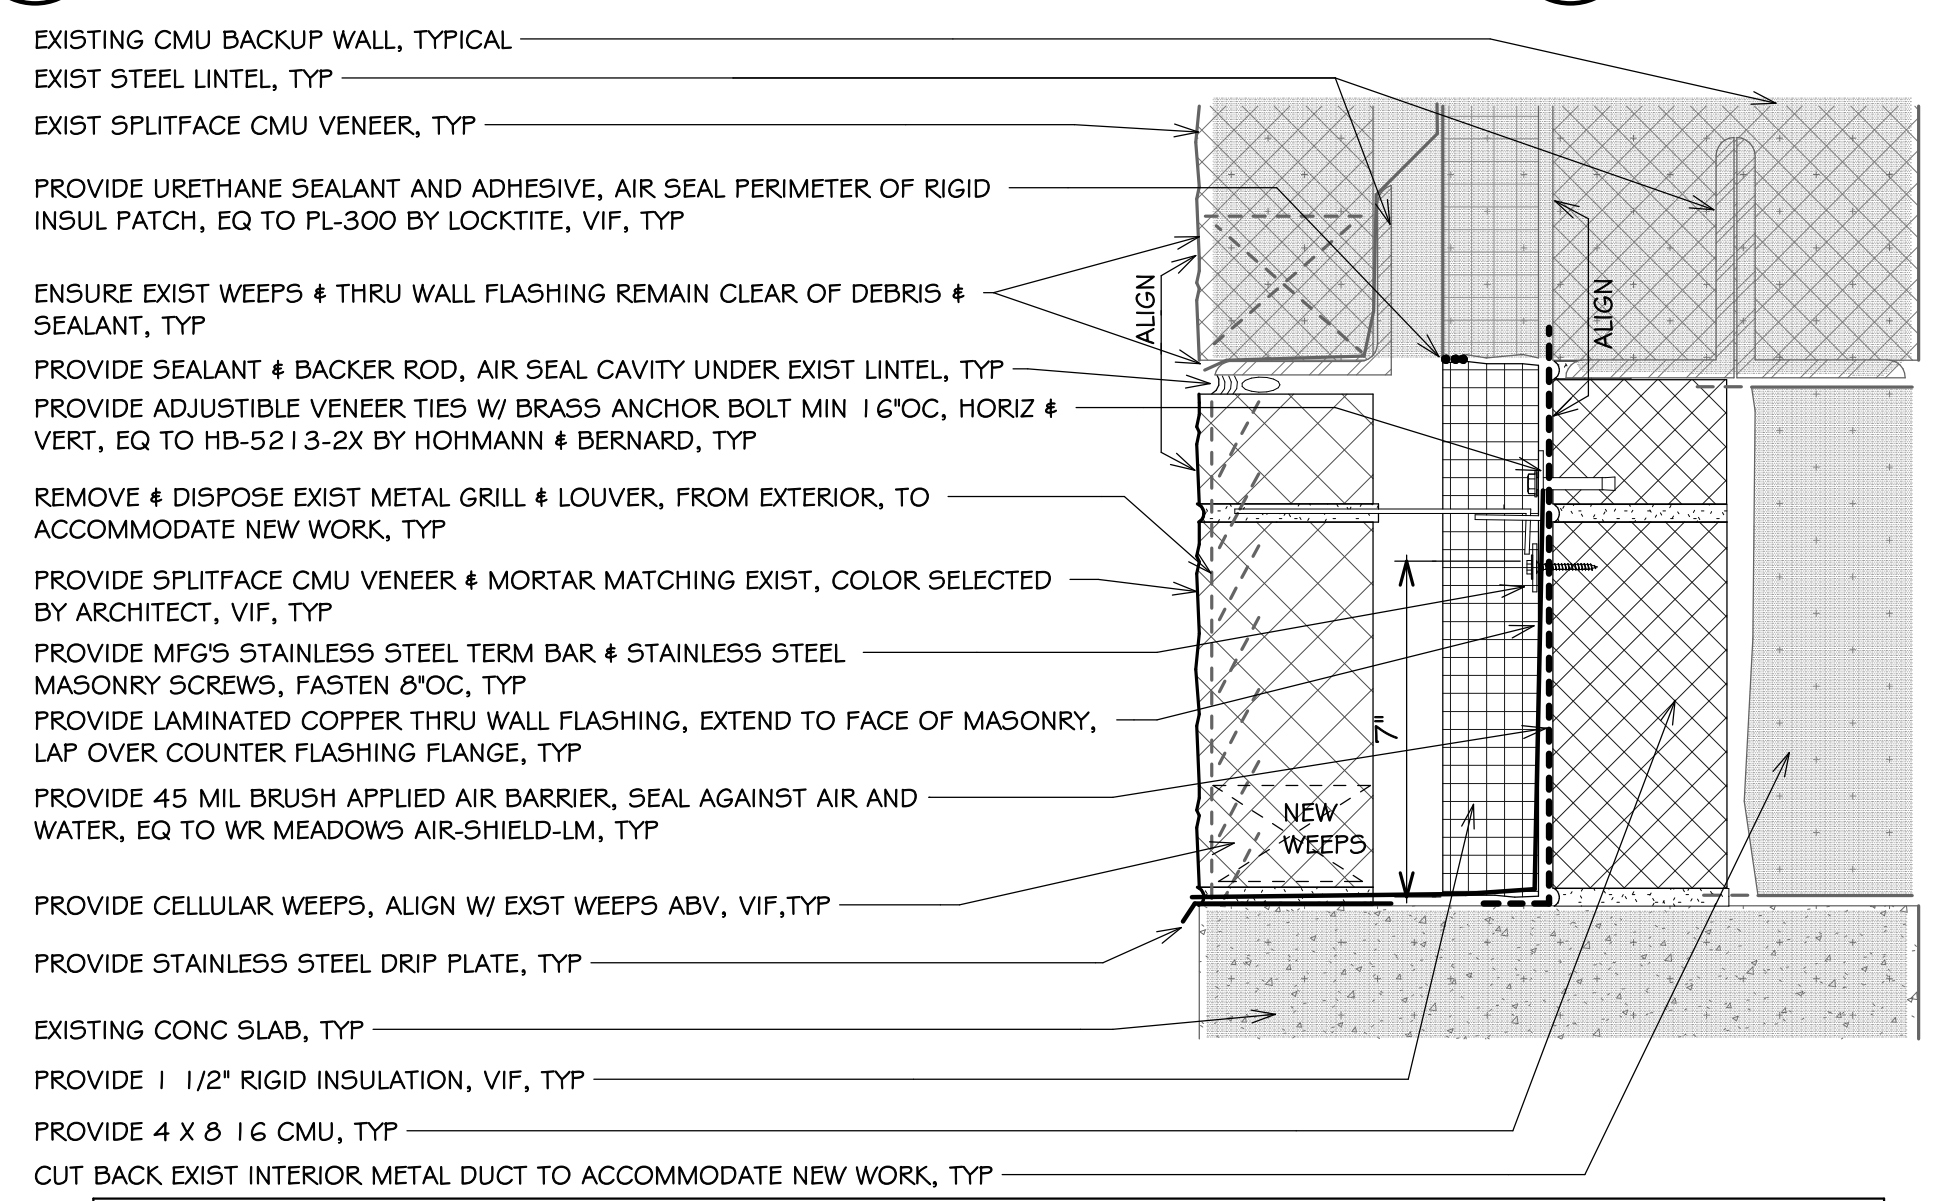 EXISTING CMU BACKUP WALL, TYPICAL
EXIST STEEL LINTEL, TYP
EXIST SPLITFACE CMU VENEER, TYP
PROVIDE URETHANE SEALANT AND ADHESIVE, AIR SEAL PERIMETER OF RIGID
INSUL PATCH, EQ TO PL-300 BY LOCKTITE, VIF, TYP
ENSURE EXIST WEEPS & THRU WALL FLASHING REMAIN CLEAR OF DEBRIS &
SEALANT, TYP
PROVIDE SEALANT & BACKER ROD, AIR SEAL CAVITY UNDER EXIST LINTEL, TYP
PROVIDE ADJUSTIBLE VENEER TIES W/ BRASS ANCHOR BOLT MIN 16"OC, HORIZ &
VERT, EQ TO HB-5213-2X BY HOHMANN & BERNARD, TYP
REMOVE & DISPOSE EXIST METAL GRILL & LOUVER, FROM EXTERIOR, TO
ACCOMMODATE NEW WORK, TYP
PROVIDE SPLITFACE CMU VENEER & MORTAR MATCHING EXIST, COLOR SELECTED
BY ARCHITECT, VIF, TYP
PROVIDE MFG'S STAINLESS STEEL TERM BAR & STAINLESS STEEL
MASONRY SCREWS, FASTEN 8"OC, TYP
PROVIDE LAMINATED COPPER THRU WALL FLASHING, EXTEND TO FACE OF MASONRY,
LAP OVER COUNTER FLASHING FLANGE, TYP
PROVIDE 45 MIL BRUSH APPLIED AIR BARRIER, SEAL AGAINST AIR AND
WATER, EQ TO WR MEADOWS AIR-SHIELD-LM, TYP
PROVIDE CELLULAR WEEPS, ALIGN W/ EXST WEEPS ABV, VIF,TYP
PROVIDE STAINLESS STEEL DRIP PLATE, TYP
EXISTING CONC SLAB, TYP
PROVIDE 1 1/2" RIGID INSULATION, VIF, TYP
PROVIDE 4 X 8 16 CMU, TYP
CUT BACK EXIST INTERIOR METAL DUCT TO ACCOMMODATE NEW WORK, TYP
ALIGN
ALIGN
7"
NEW
WEEPS